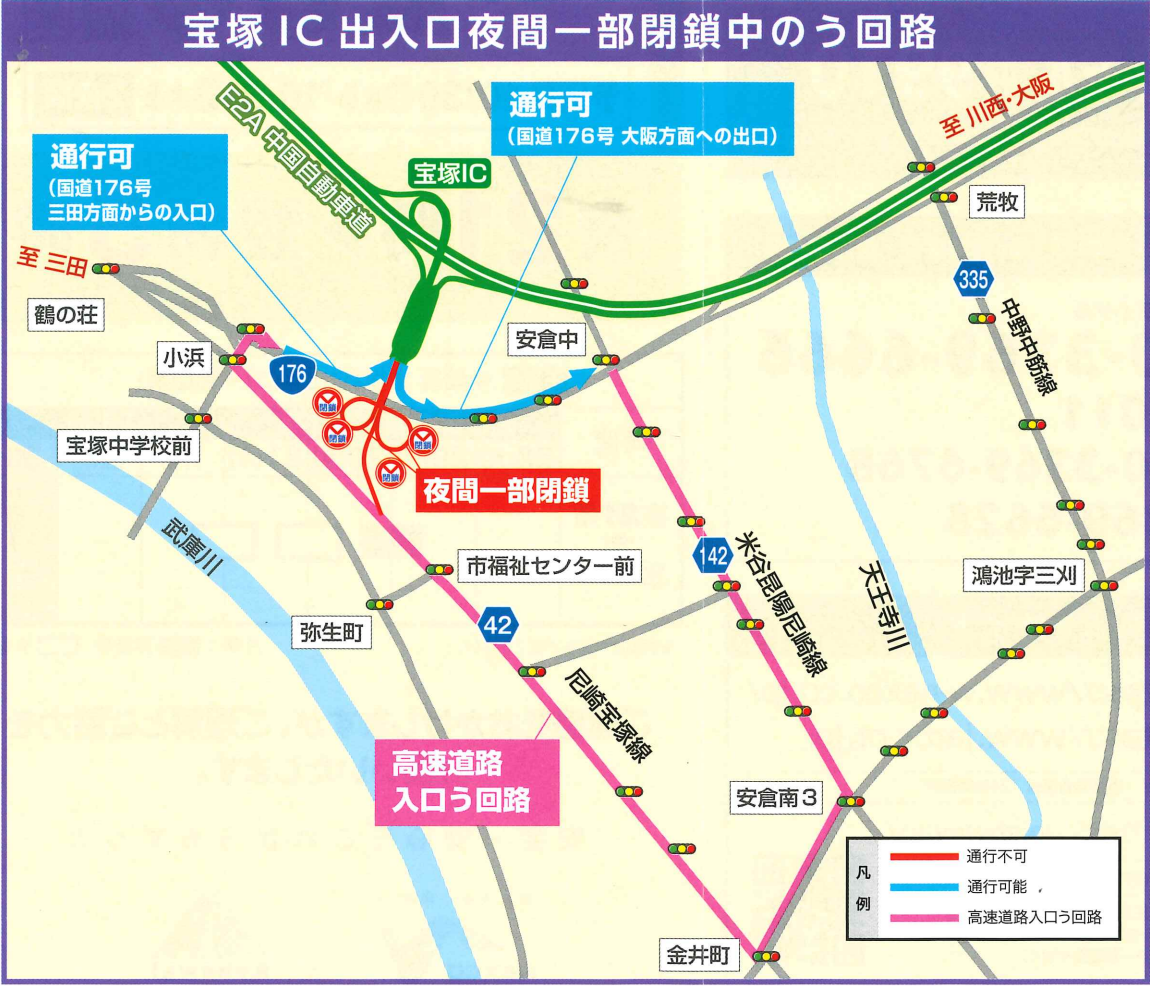 宝塚IC出入口夜間一部閉鎖中のう回路
E2A 中国自動車道
通行可
(国道176号 大阪方面への出口)
至 川西・大阪
通行可
(国道176号
三田方面からの入口)
宝塚IC
荒牧
至 三田
335
鶴の荘
中野中筋線
安倉中
小浜
176
閉鎖
閉鎖
閉鎖
閉鎖
宝塚中学校前
夜間一部閉鎖
武庫川
142
米谷昆陽尼崎線
市福祉センター前
天王寺川
鴻池字三刈
弥生町
42
尼崎宝塚線
高速道路
入口う回路
安倉南3
凡例
通行不可
通行可能
高速道路入口う回路
金井町